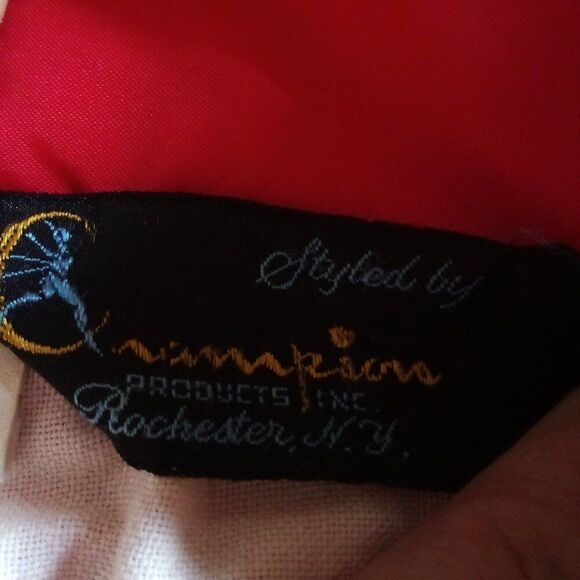 Styled by
Champion
PRODUCTS INC.
Rochester, N.Y.